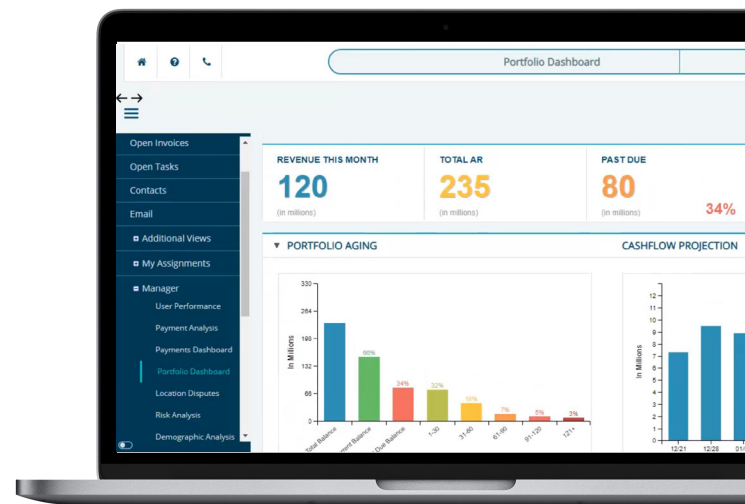 Portfolio Dashboard
Open Invoices
Open Tasks
Contacts
Email
Additional Views
My Assignments
Manager
User Performance
Payment Analysis
Payments Dashboard
Portfolio Dashboard
Location Disputes
Risk Analysis
Demographic Analysis
REVENUE THIS MONTH
120
(in millions)
TOTAL AR
235
(in millions)
PAST DUE
80
(in millions)
34%
PORTFOLIO AGING
In Millions
330
264
198
132
66
0
66%
34%
32%
7%
5%
3%
Total Balance
Balance
Due Balance
1-30
31-60
61-90
91-120
121+
CASHFLOW PROJECTION
In Millions
12
11
10
9
8
7
6
5
4
3
2
1
0
12/21
12/28
01/